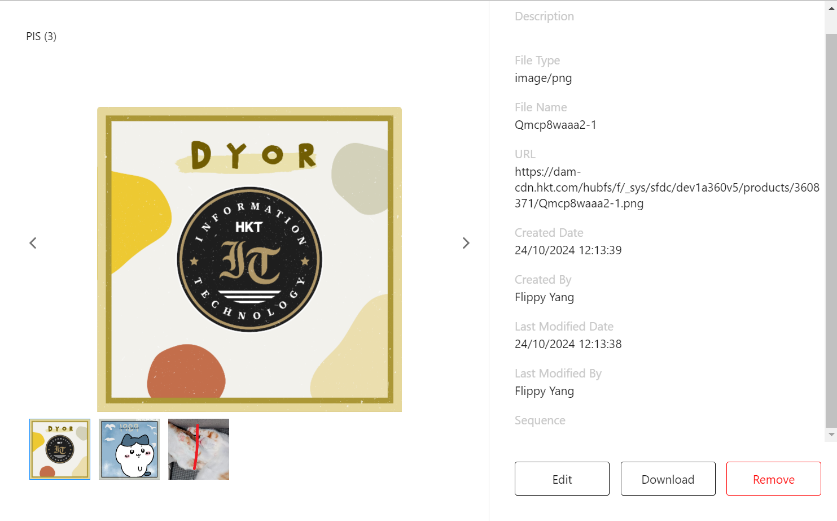 PIS (3)
DYOR
INFORMATION
HKT
IT
TECHNOLOGY
DYOR
Description
File Type
image/png
File Name
Qmcp8waaa2-1
URL
https://dam-
cdn.hkt.com/hubfs/f/_sys/sfdc/dev1a360v5/products/3608
371/Qmcp8waaa2-1.png
Created Date
24/10/2024 12:13:39
Created By
Flippy Yang
Last Modified Date
24/10/2024 12:13:38
Last Modified By
Flippy Yang
Sequence
Edit
Download
Remove